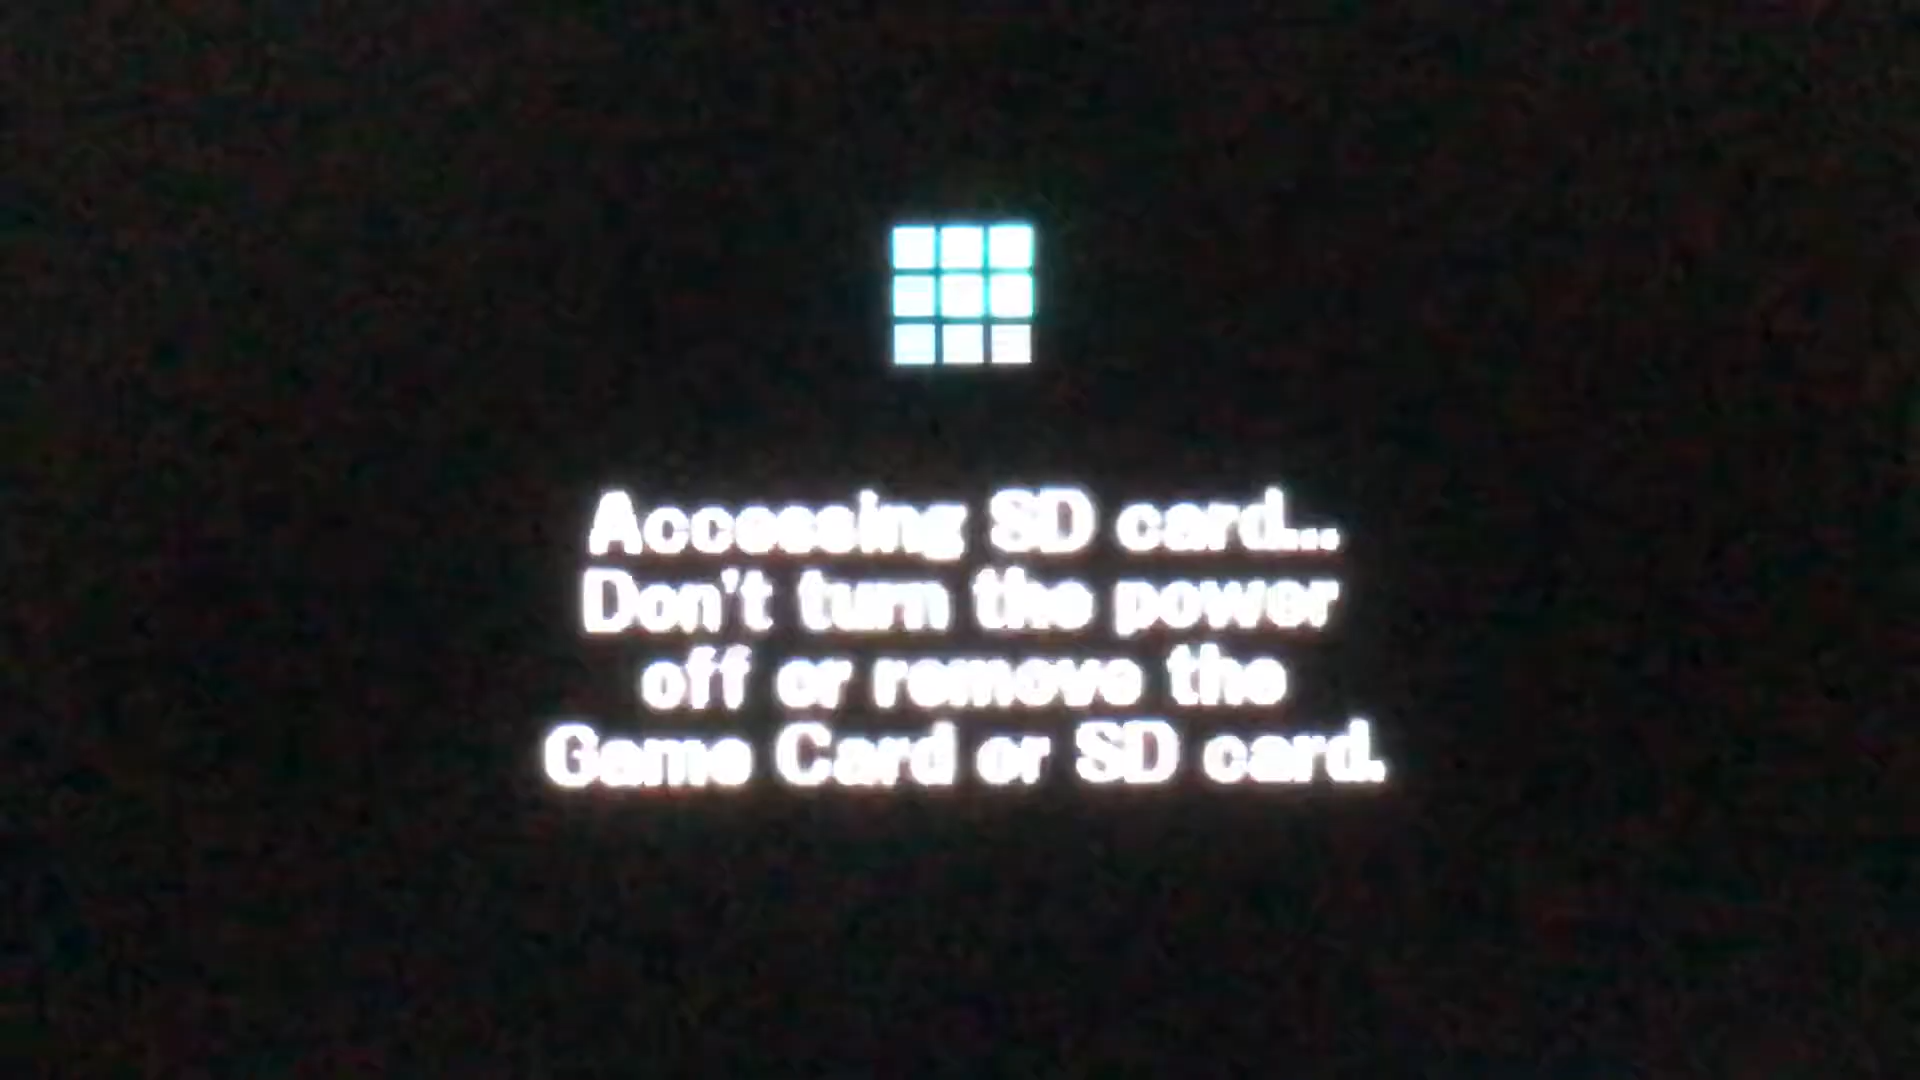 Accessing SD card...
Don't turn the power
off or remove the
Game Card or SD card.